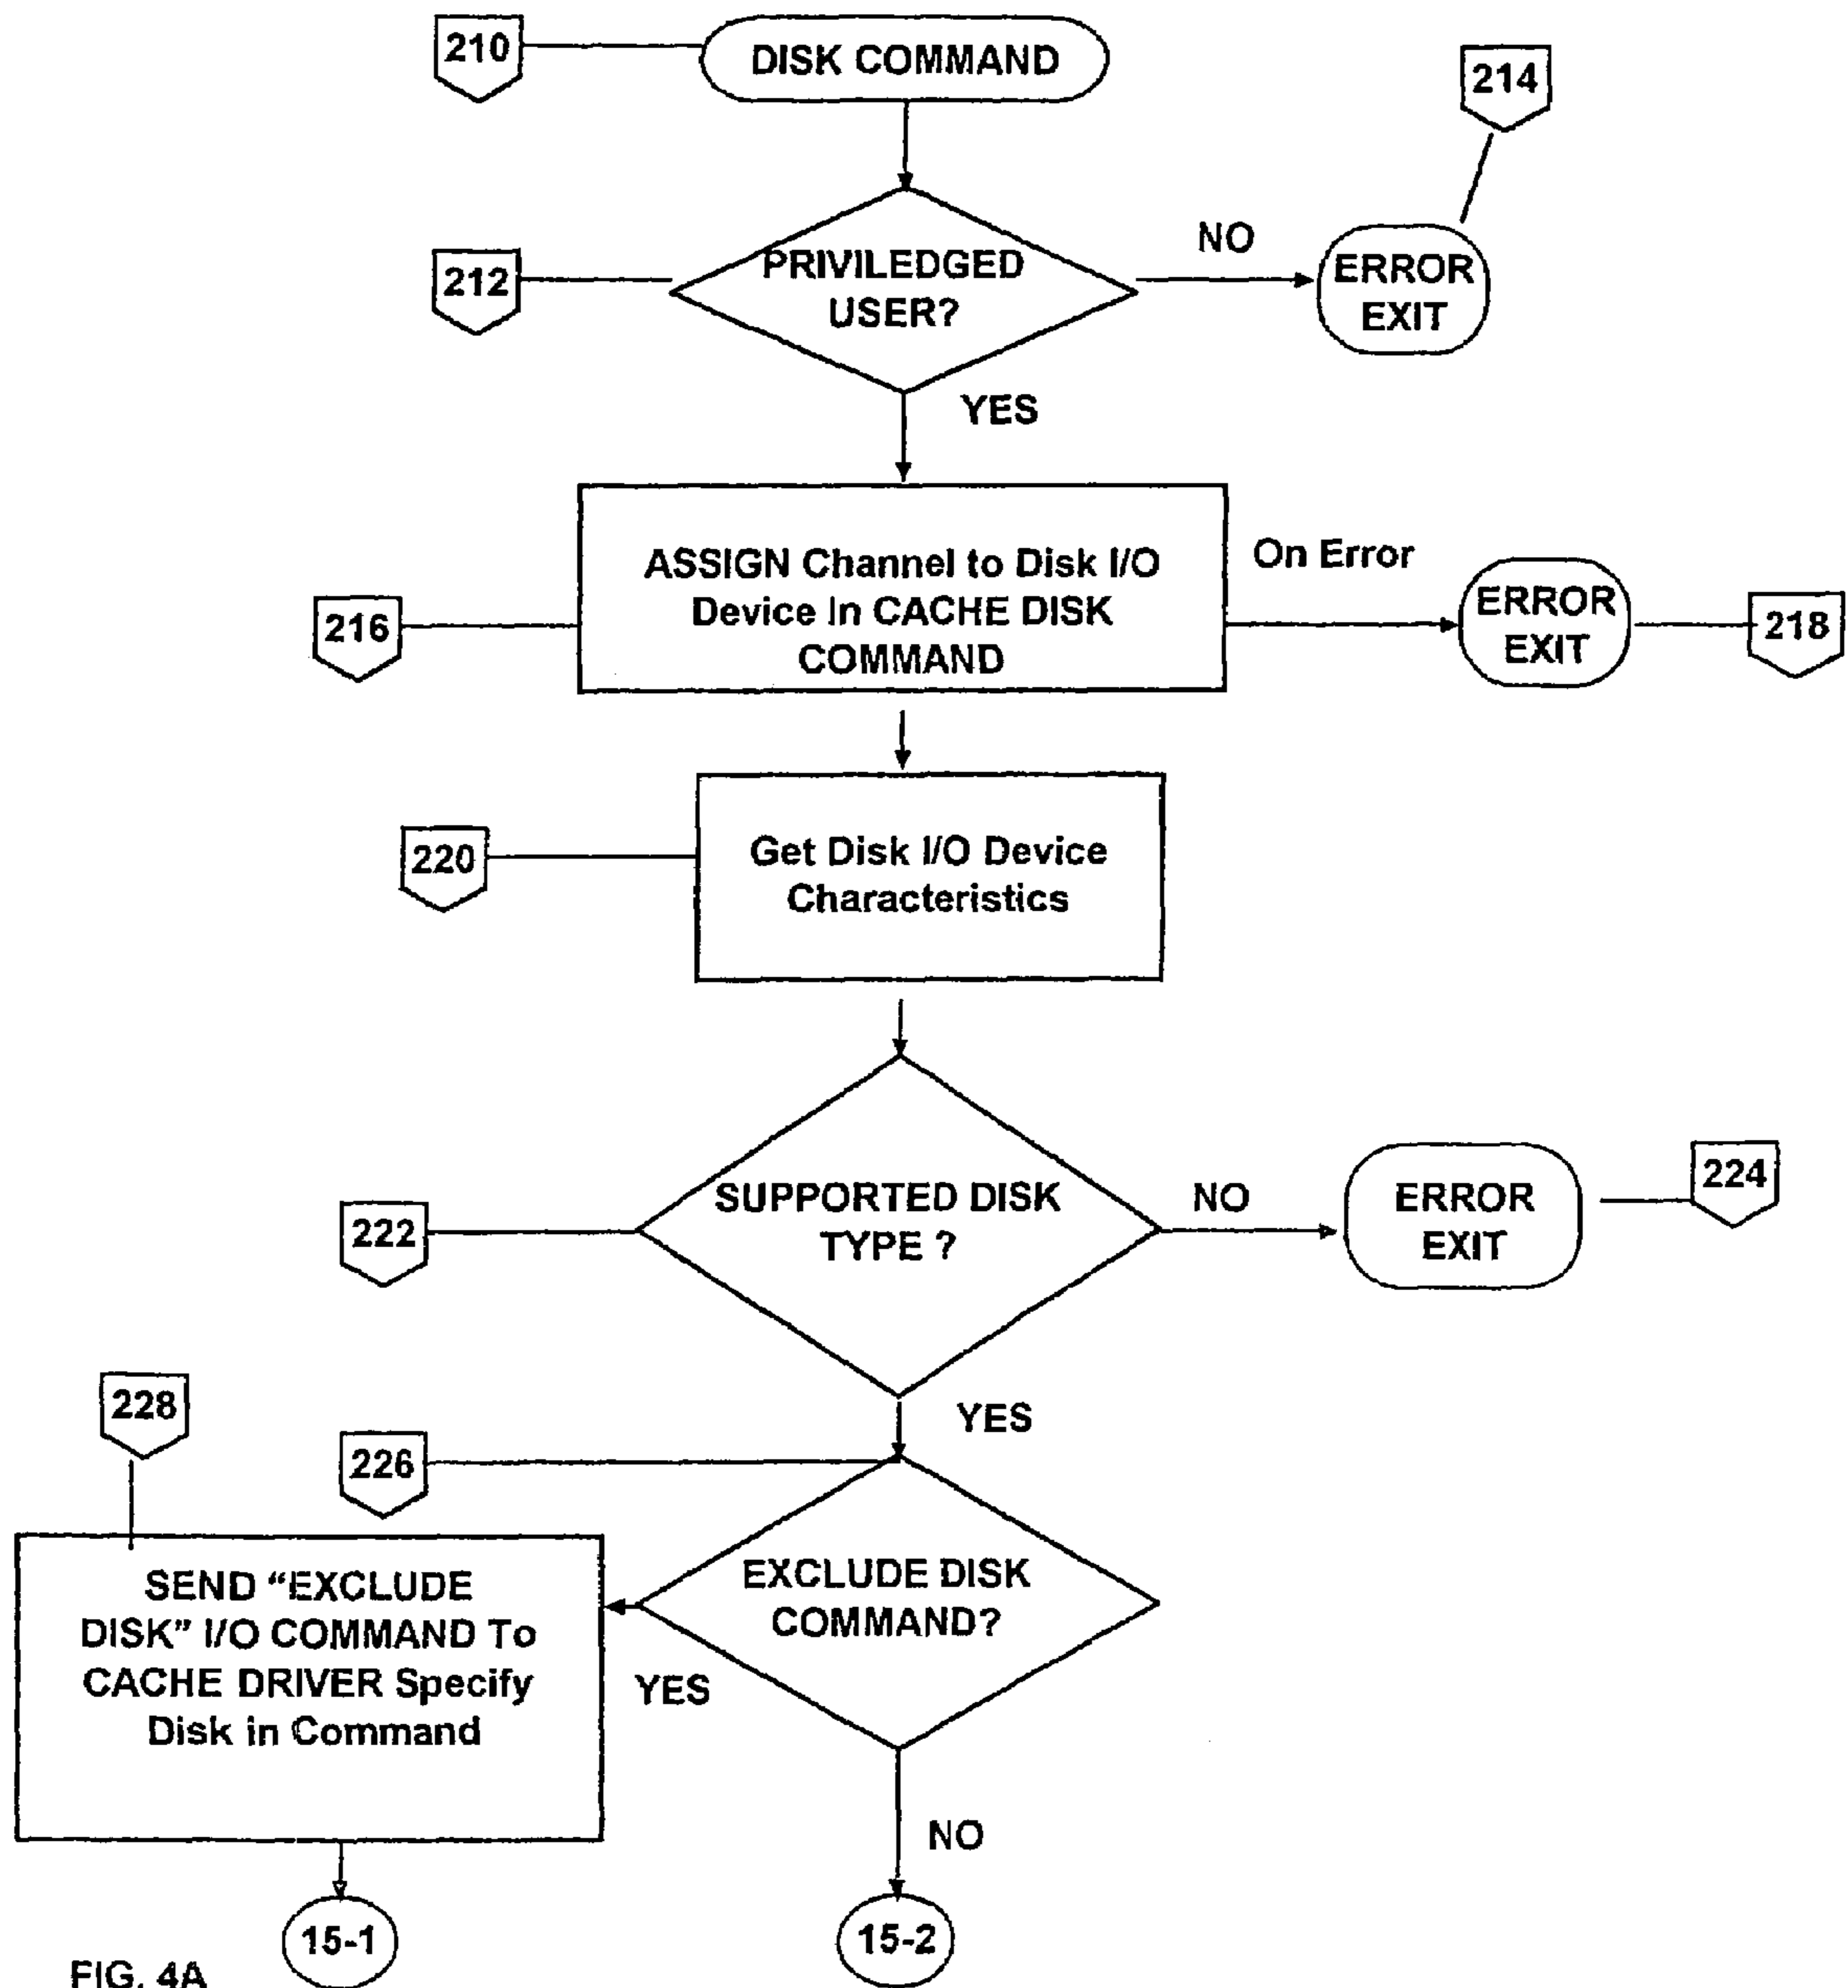 210
DISK COMMAND
214
212
PRIVILEDGED
USER?
NO
ERROR
EXIT
YES
216
ASSIGN Channel to Disk I/O
Device In CACHE DISK
COMMAND
On Error
ERROR
EXIT
218
220
Get Disk I/O Device
Characteristics
222
SUPPORTED DISK
TYPE ?
NO
ERROR
EXIT
224
YES
228
226
SEND “EXCLUDE
DISK” I/O COMMAND To
CACHE DRIVER Specify
Disk in Command
EXCLUDE DISK
COMMAND?
YES
NO
15-1
15-2
FIG. 4A